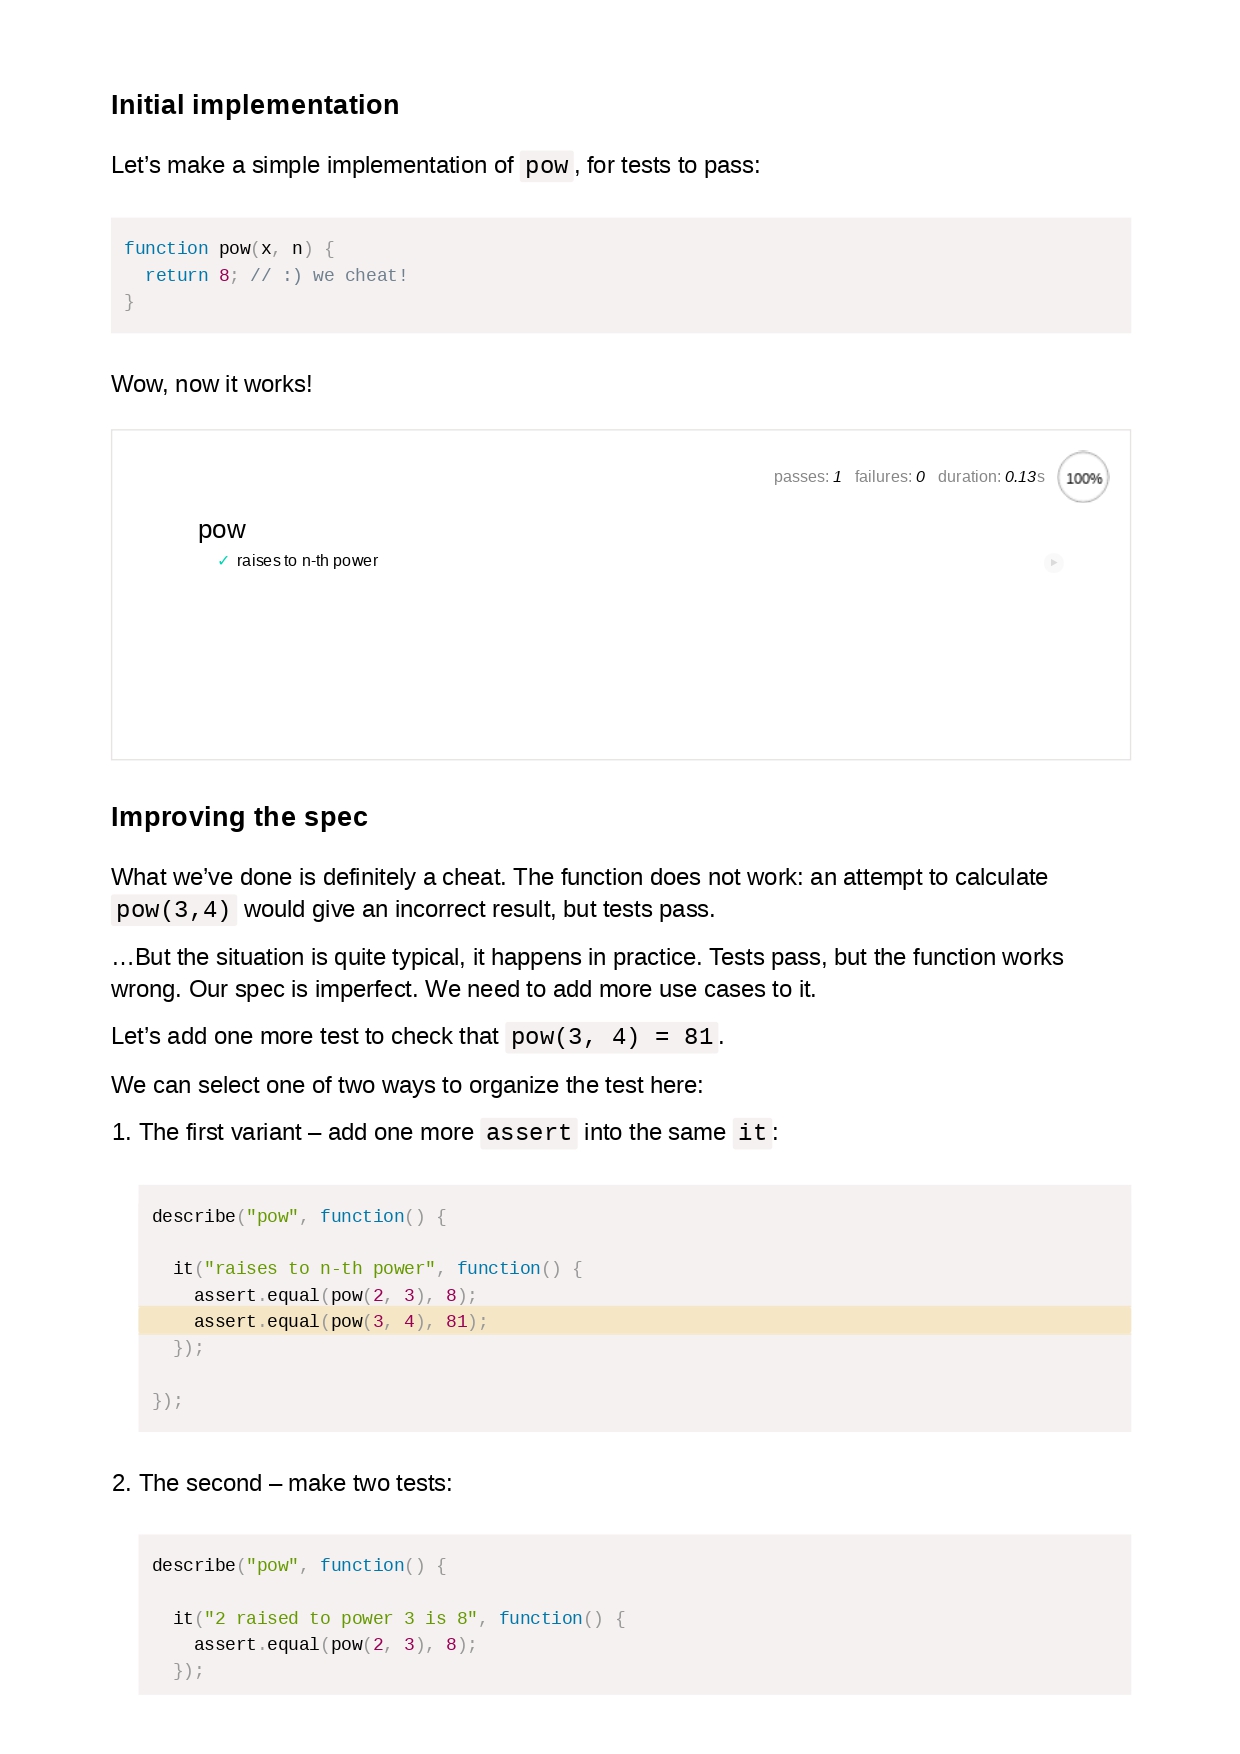 Initial implementation
Let’s make a simple implementation of pow, for tests to pass:
function pow(x, n) {
  return 8; // :) we cheat!
}
Wow, now it works!
passes: 1 failures: 0 duration: 0.13s 100%
pow
✓ raises to n-th power
Improving the spec
What we’ve done is definitely a cheat. The function does not work: an attempt to calculate
pow(3,4) would give an incorrect result, but tests pass.
…But the situation is quite typical, it happens in practice. Tests pass, but the function works
wrong. Our spec is imperfect. We need to add more use cases to it.
Let’s add one more test to check that pow(3, 4) = 81.
We can select one of two ways to organize the test here:
1. The first variant – add one more assert into the same it:
describe("pow", function() {
  it("raises to n-th power", function() {
    assert.equal(pow(2, 3), 8);
    assert.equal(pow(3, 4), 81);
  });
});
2. The second – make two tests:
describe("pow", function() {
  it("2 raised to power 3 is 8", function() {
    assert.equal(pow(2, 3), 8);
  });